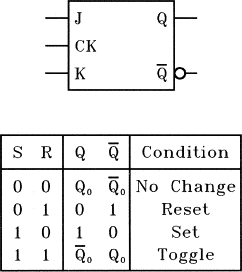 J Q
CK
K Q̅
S R Q Q̅ Condition
0 0 Q₀ Q̅₀ No Change
0 1 0 1 Reset
1 0 1 0 Set
1 1 Q̅₀ Q₀ Toggle